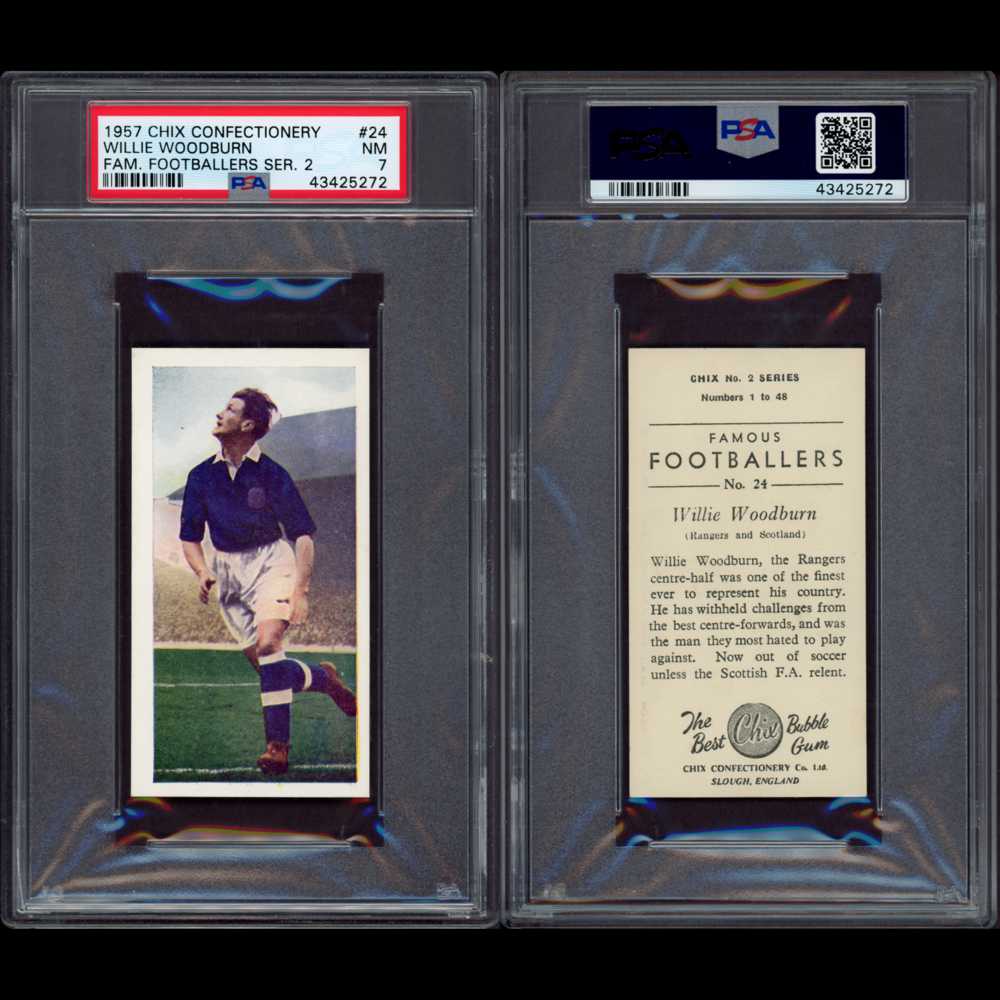 1957 CHIX CONFECTIONERY #24
WILLIE WOODBURN NM
FAM. FOOTBALLERS SER. 2 7
PSA
43425272
PSA
PSA
43425272
CHIX No. 2 SERIES
Numbers 1 to 48
FAMOUS
FOOTBALLERS
No. 24
Willie Woodburn
(Rangers and Scotland)
Willie Woodburn, the Rangers
centre-half was one of the finest
ever to represent his country.
He has withheld challenges from
the best centre-forwards, and was
the man they most hated to play
against. Now out of soccer
unless the Scottish F.A. relent.
The Best Chix Bubble Gum
CHIX CONFECTIONERY Co. Ltd.
SLOUGH, ENGLAND